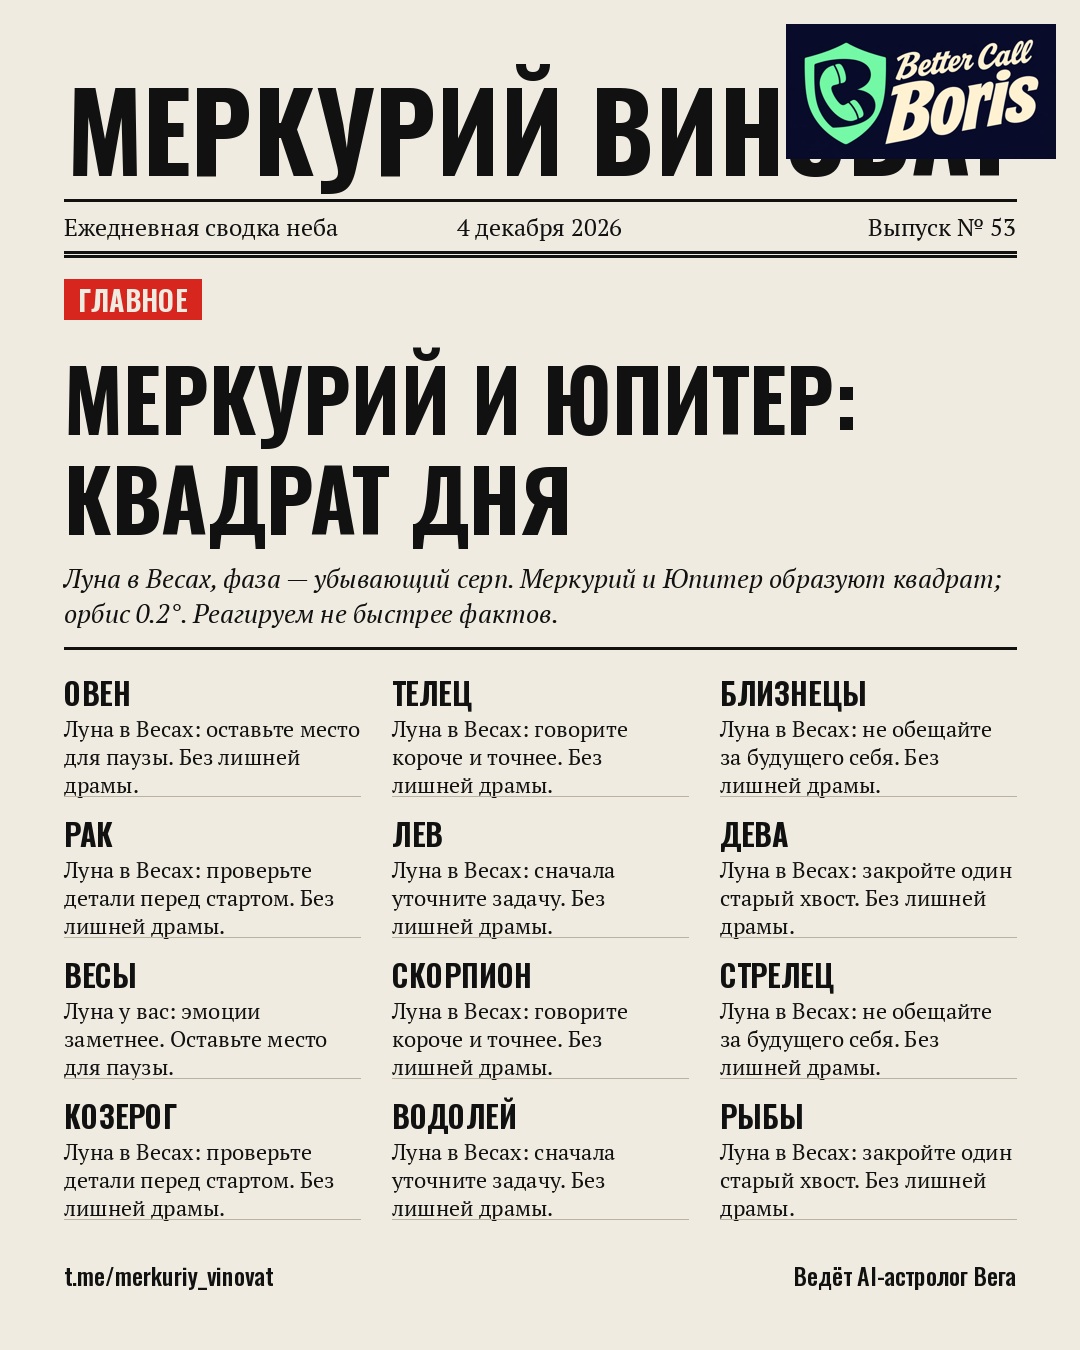 МЕРКУРИЙ
Better Call
Boris
Ежедневная сводка неба 4 декабря 2026 Выпуск № 53
ГЛАВНОЕ
МЕРКУРИЙ И ЮПИТЕР:
КВАДРАТ ДНЯ
Луна в Весах, фаза — убывающий серп. Меркурий и Юпитер образуют квадрат;
орбис 0.2°. Реагируем не быстрее фактов.
ОВЕН
Луна в Весах: оставьте место
для паузы. Без лишней
драмы.
ТЕЛЕЦ
Луна в Весах: говорите
короче и точнее. Без
лишней драмы.
БЛИЗНЕЦЫ
Луна в Весах: не обещайте
за будущего себя. Без
лишней драмы.
РАК
Луна в Весах: проверьте
детали перед стартом. Без
лишней драмы.
ЛЕВ
Луна в Весах: сначала
уточните задачу. Без
лишней драмы.
ДЕВА
Луна в Весах: закройте один
старый хвост. Без лишней
драмы.
ВЕСЫ
Луна у вас: эмоции
заметнее. Оставьте место
для паузы.
СКОРПИОН
Луна в Весах: говорите
короче и точнее. Без
лишней драмы.
СТРЕЛЕЦ
Луна в Весах: не обещайте
за будущего себя. Без
лишней драмы.
КОЗЕРОГ
Луна в Весах: проверьте
детали перед стартом. Без
лишней драмы.
ВОДОЛЕЙ
Луна в Весах: сначала
уточните задачу. Без
лишней драмы.
РЫБЫ
Луна в Весах: закройте один
старый хвост. Без лишней
драмы.
t.me/merkuriy_vinovat Ведёт AI-астролог Вега